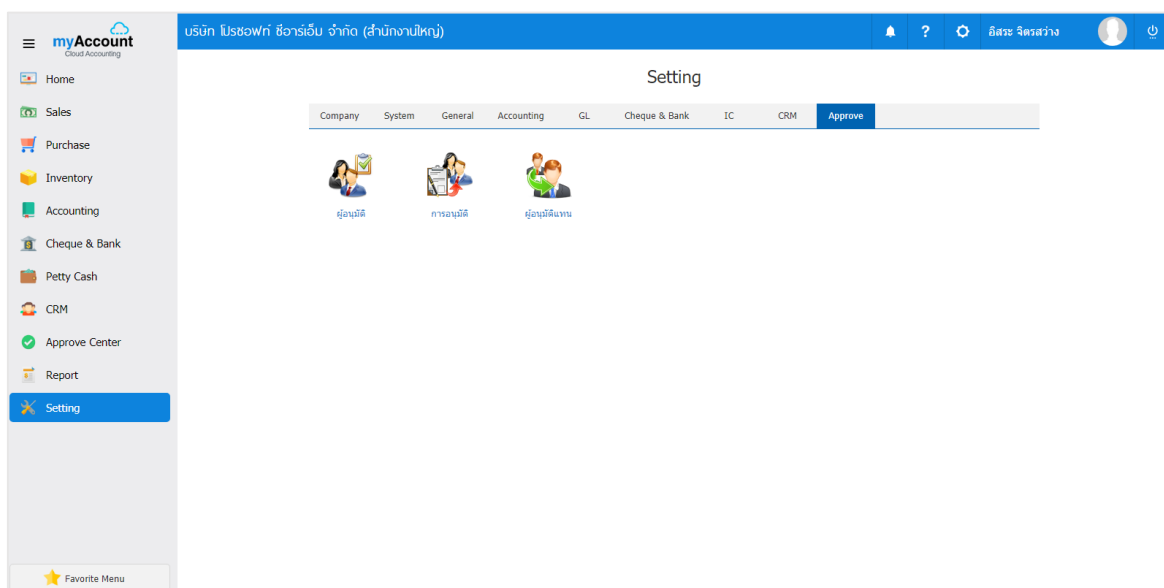 myAccount
Cloud Accounting
บริษัท โปรซอฟท์ ซีอาร์เอ็ม จำกัด (สำนักงานใหญ่)
?
อิสระ จิตรสว่าง
Home
Sales
Purchase
Inventory
Accounting
Cheque & Bank
Petty Cash
CRM
Approve Center
Report
Setting
Favorite Menu
Setting
Company System General Accounting GL Cheque & Bank IC CRM Approve
ผู้อนุมัติ การอนุมัติ ผู้อนุมัติแทน